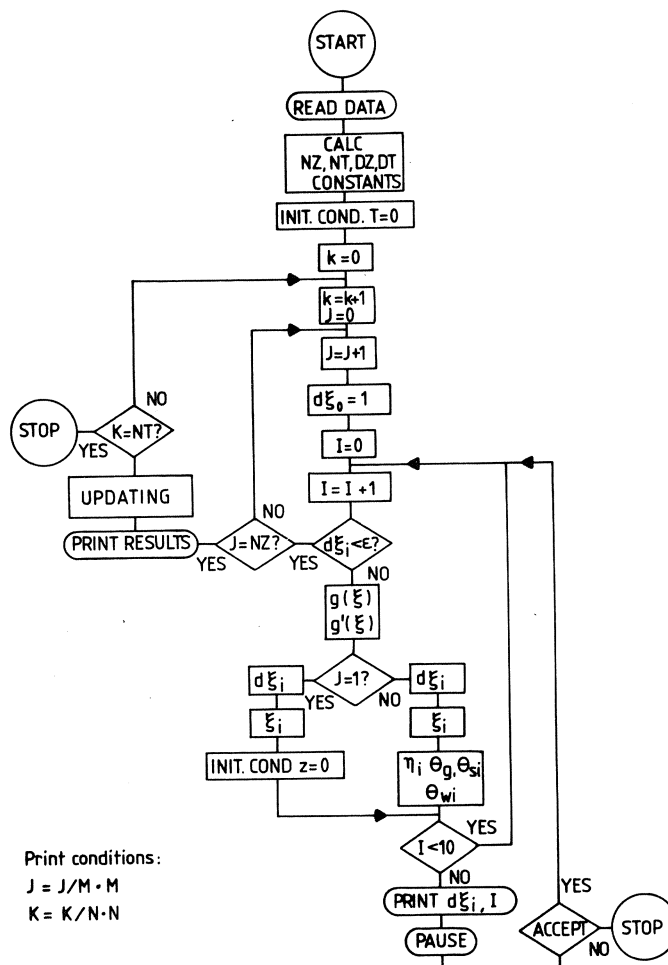 START
READ DATA
CALC
NZ, NT, DZ, DT
CONSTANTS
INIT. COND. T=0
k=0
k=k+1
J=0
J=J+1
dξ₀=1
I=0
I=I+1
NO
STOP
K=NT?
YES
UPDATING
PRINT RESULTS
NO
J=NZ?
YES
YES
dξᵢ<ε?
NO
g(ξ)
g'(ξ)
J=1?
YES
NO
dξᵢ
ξᵢ
INIT. COND z=0
dξᵢ
ξᵢ
ηᵢ θg, θsi
θwi
YES
I<10
NO
PRINT dξᵢ, I
PAUSE
YES
ACCEPT
NO
STOP
Print conditions:
J = J/M · M
K = K/N·N